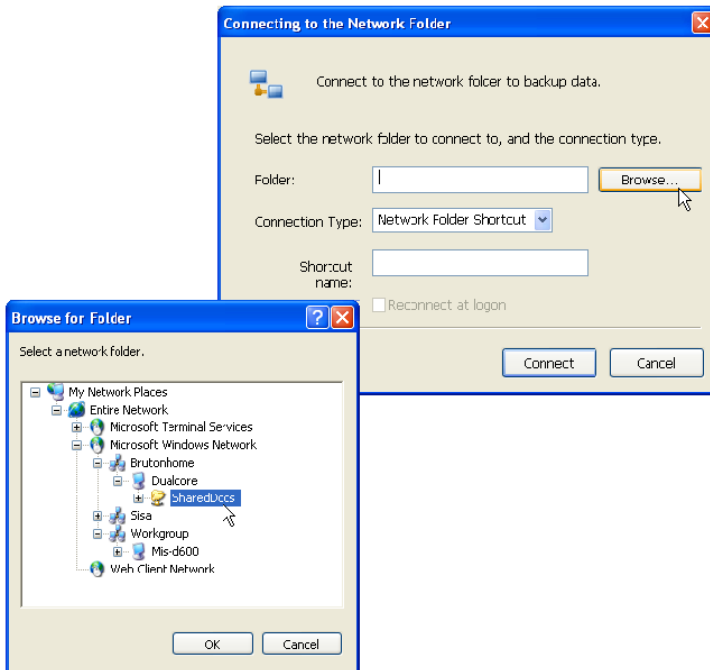 Connecting to the Network Folder
Connect to the network folcer to backup data.
Select the network folder to connect to, and the connection type.
Folder:
Browse...
Connection Type:
Network Folder Shortcut
Shortcut
name:
Reconnect at logon
Connect
Cancel
Browse for Folder
Select a network folder.
My Network Places
Entire Network
Microsoft Terminal Services
Microsoft Windows Network
Brutonhome
Dualcore
SharedDocs
Sisa
Workgroup
Mis-d600
Web Client Network
OK
Cancel